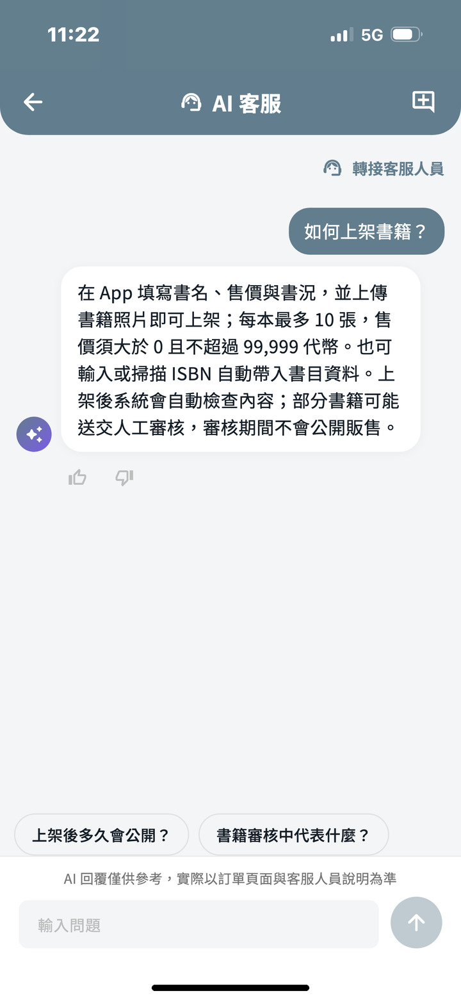 11:22
5G
AI 客服
轉接客服人員
如何上架書籍？
在 App 填寫書名、售價與書況，並上傳
書籍照片即可上架；每本最多 10 張，售
價須大於 0 且不超過 99,999 代幣。也可
輸入或掃描 ISBN 自動帶入書目資料。上
架後系統會自動檢查內容；部分書籍可能
送交人工審核，審核期間不會公開販售。
上架後多久會公開？
書籍審核中代表什麼？
AI 回覆僅供參考，實際以訂單頁面與客服人員說明為準
輸入問題